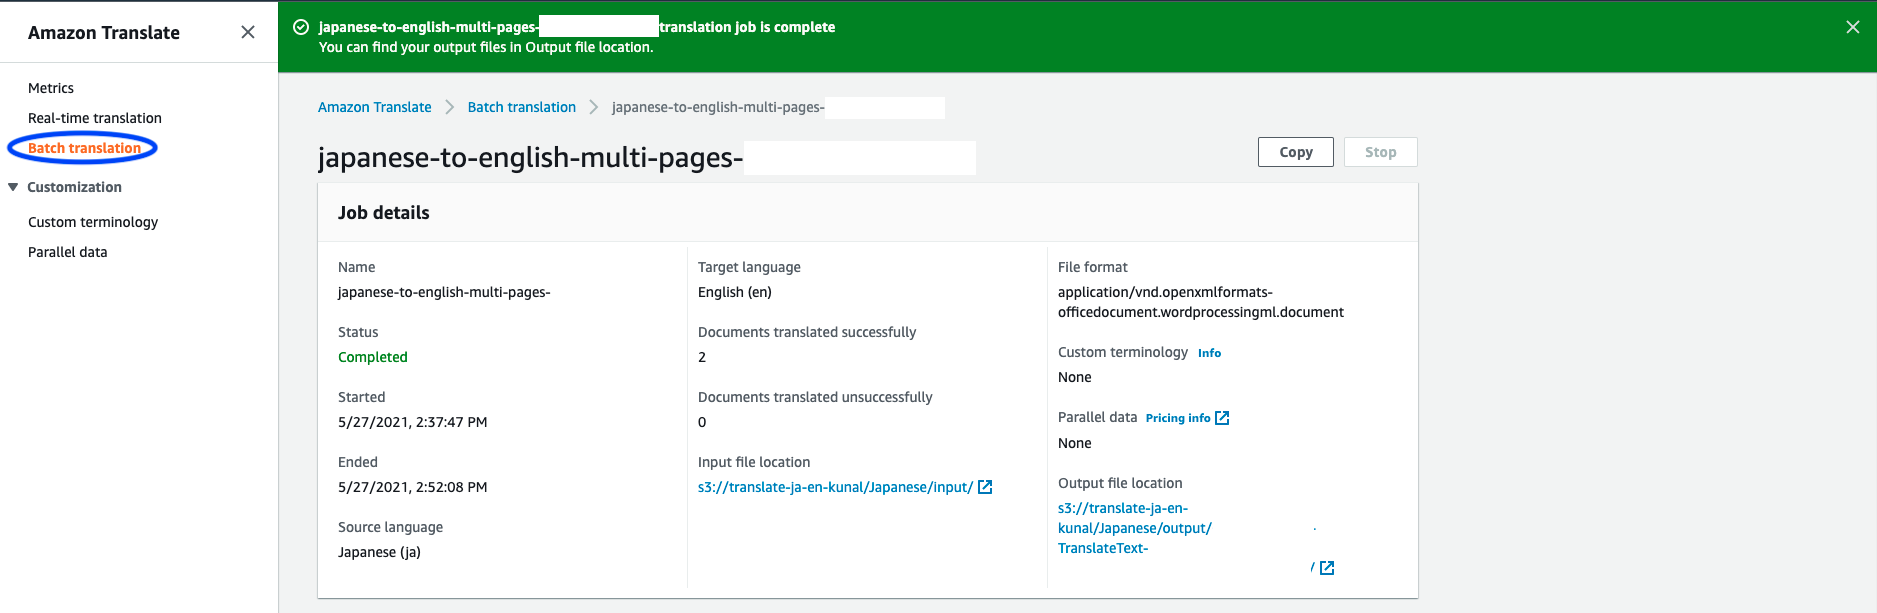 Amazon Translate
Metrics
Real-time translation
Batch translation
Customization
Custom terminology
Parallel data
japanese-to-english-multi-pages- translation job is complete
You can find your output files in Output file location.
Amazon Translate > Batch translation > japanese-to-english-multi-pages-
japanese-to-english-multi-pages-
Copy
Stop
Job details
Name
japanese-to-english-multi-pages-
Status
Completed
Started
5/27/2021, 2:37:47 PM
Ended
5/27/2021, 2:52:08 PM
Source language
Japanese (ja)
Target language
English (en)
Documents translated successfully
2
Documents translated unsuccessfully
0
Input file location
s3://translate-ja-en-kunal/Japanese/input/
File format
application/vnd.openxmlformats-
officedocument.wordprocessingml.document
Custom terminology Info
None
Parallel data Pricing info
None
Output file location
s3://translate-ja-en-
kunal/Japanese/output/
TranslateText-
/